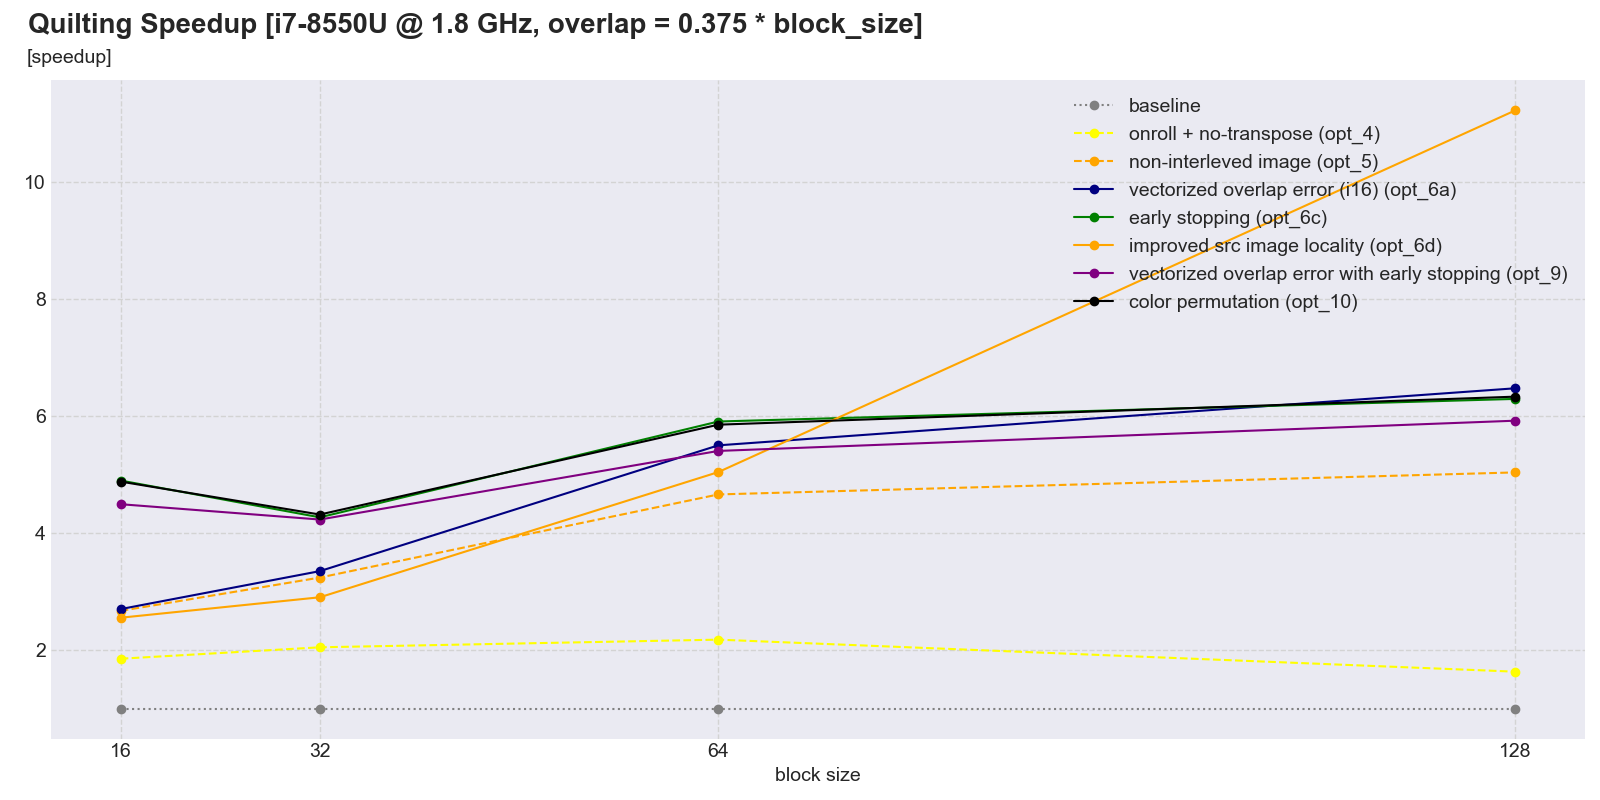 Quilting Speedup [i7-8550U @ 1.8 GHz, overlap = 0.375 * block_size]
[speedup]
baseline
onroll + no-transpose (opt_4)
non-interleved image (opt_5)
vectorized overlap error (i16) (opt_6a)
early stopping (opt_6c)
improved src image locality (opt_6d)
vectorized overlap error with early stopping (opt_9)
color permutation (opt_10)
10
8
6
4
2
16 32 64 128
block size